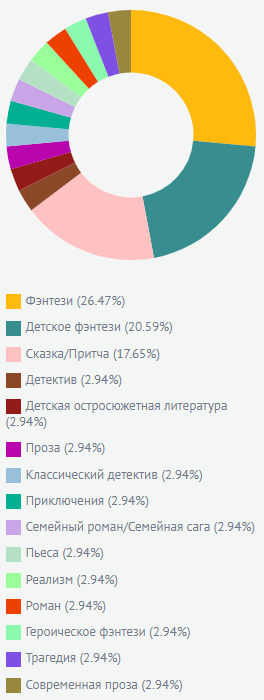 Фэнтези (26.47%)
Детское фэнтези (20.59%)
Сказка/Притча (17.65%)
Детектив (2.94%)
Детская остросюжетная литература
(2.94%)
Проза (2.94%)
Классический детектив (2.94%)
Приключения (2.94%)
Семейный роман/Семейная сага (2.94%)
Пьеса (2.94%)
Реализм (2.94%)
Роман (2.94%)
Героическое фэнтези (2.94%)
Трагедия (2.94%)
Современная проза (2.94%)